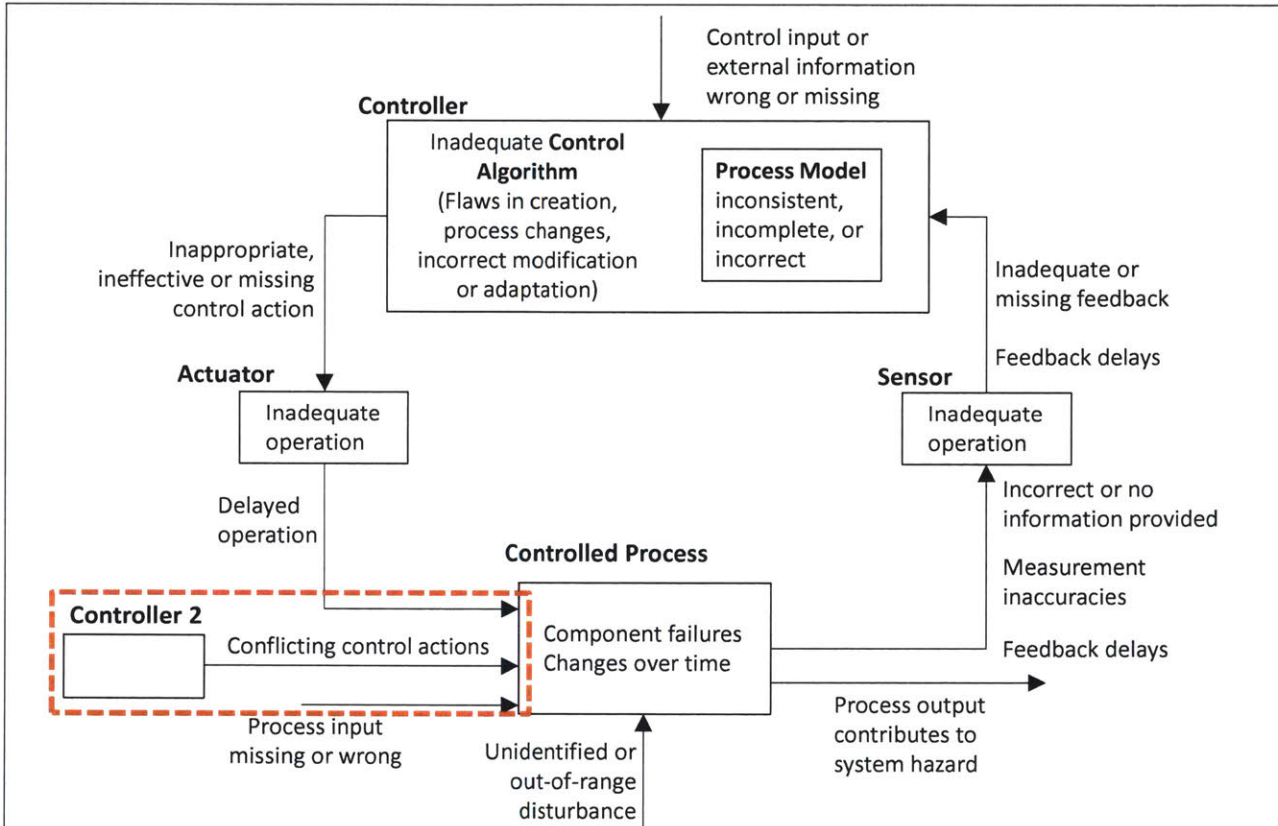 Control input or
external information
wrong or missing
Controller
Inadequate Control
Algorithm
(Flaws in creation,
process changes,
incorrect modification
or adaptation)
Process Model
inconsistent,
incomplete, or
incorrect
Inappropriate,
ineffective or missing
control action
Inadequate or
missing feedback
Feedback delays
Actuator
Inadequate
operation
Sensor
Inadequate
operation
Delayed
operation
Incorrect or no
information provided
Measurement
inaccuracies
Feedback delays
Controlled Process
Component failures
Changes over time
Controller 2
Conflicting control actions
Process input
missing or wrong
Unidentified or
out-of-range
disturbance
Process output
contributes to
system hazard